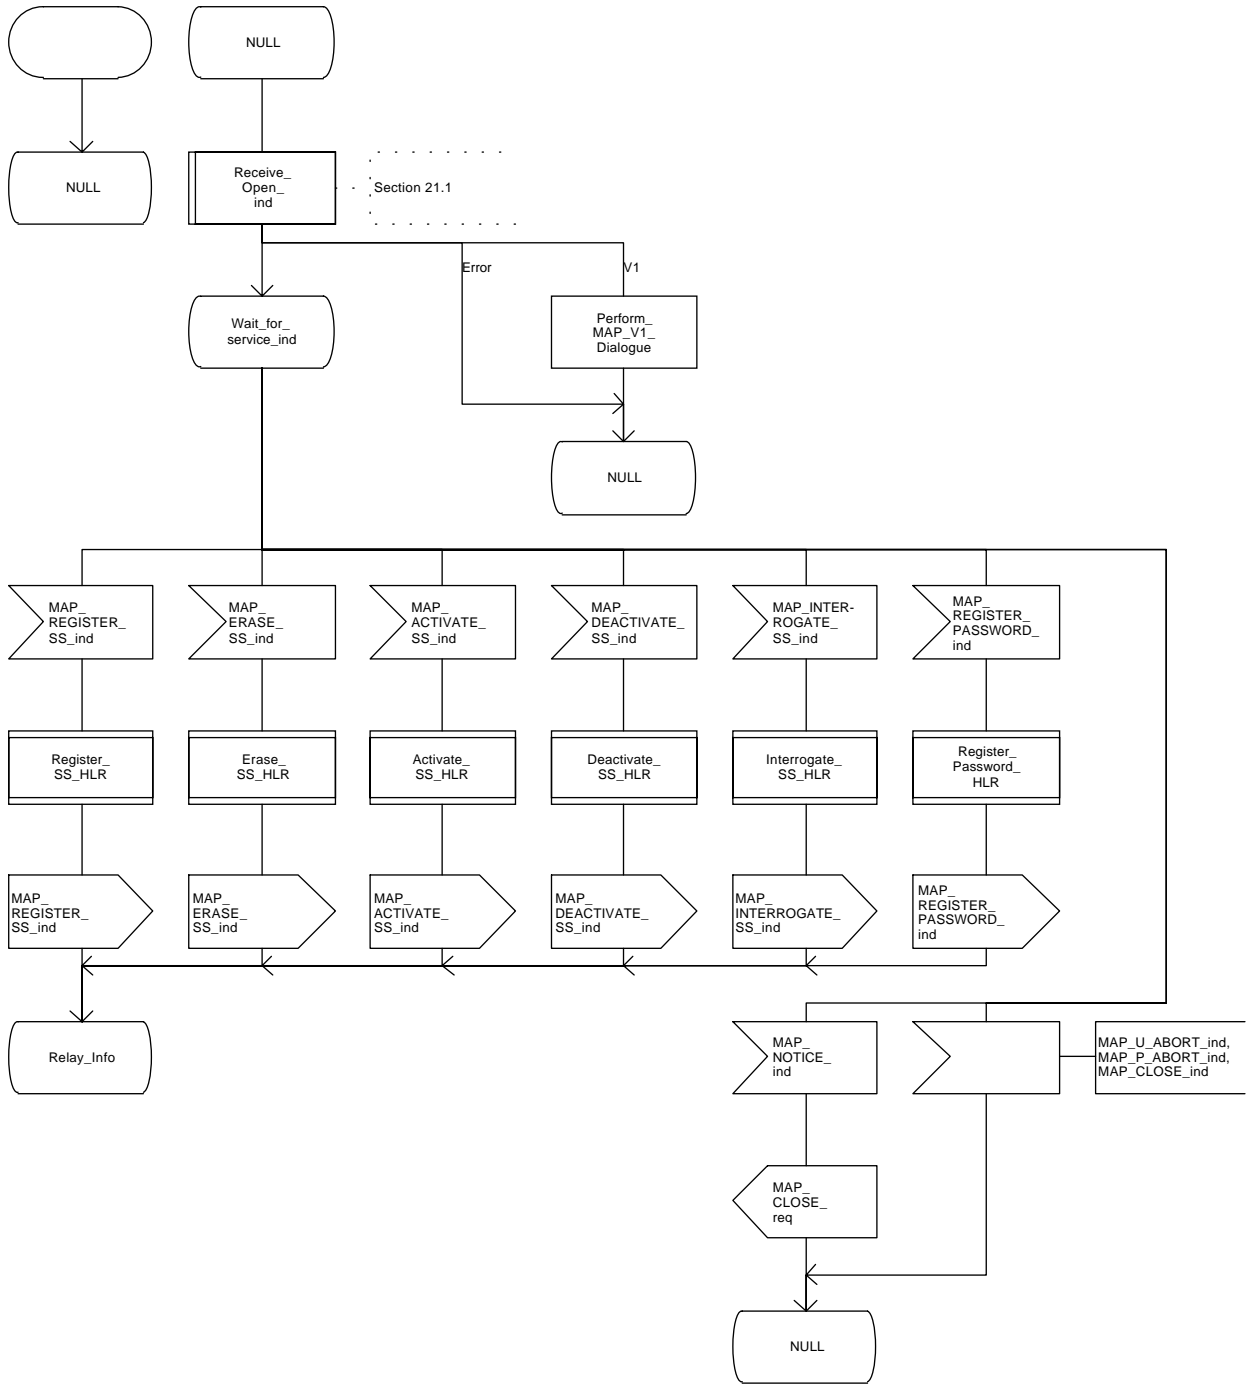 NULL
NULL
Receive_
Open_
ind
Section 21.1
Error
V1
Wait_for_
service_ind
Perform_
MAP_V1_
Dialogue
NULL
MAP_
REGISTER_
SS_ind
MAP_
ERASE_
SS_ind
MAP_
ACTIVATE_
SS_ind
MAP_
DEACTIVATE_
SS_ind
MAP_INTER-
ROGATE_
SS_ind
MAP_
REGISTER_
PASSWORD_
ind
Register_
SS_HLR
Erase_
SS_HLR
Activate_
SS_HLR
Deactivate_
SS_HLR
Interrogate_
SS_HLR
Register_
Password_
HLR
MAP_
REGISTER_
SS_ind
MAP_
ERASE_
SS_ind
MAP_
ACTIVATE_
SS_ind
MAP_
DEACTIVATE_
SS_ind
MAP_
INTERROGATE_
SS_ind
MAP_
REGISTER_
PASSWORD_
ind
Relay_Info
MAP_
NOTICE_
ind
MAP_U_ABORT_ind,
MAP_P_ABORT_ind,
MAP_CLOSE_ind
MAP_
CLOSE_
req
NULL